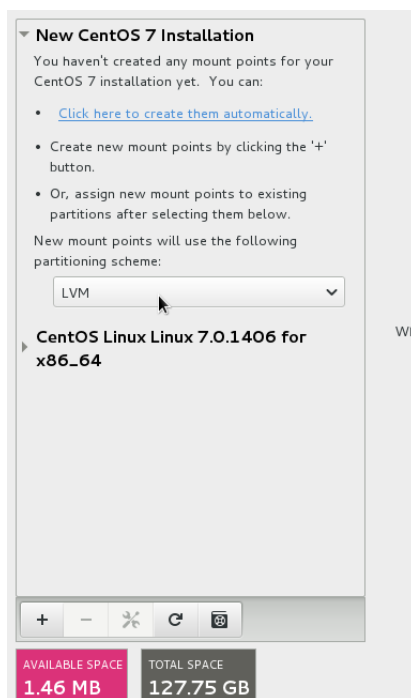 New CentOS 7 Installation
You haven't created any mount points for your
CentOS 7 installation yet. You can:
• Click here to create them automatically.
• Create new mount points by clicking the '+'
button.
• Or, assign new mount points to existing
partitions after selecting them below.
New mount points will use the following
partitioning scheme:
LVM
CentOS Linux Linux 7.0.1406 for
x86_64
+ −
AVAILABLE SPACE
1.46 MB
TOTAL SPACE
127.75 GB